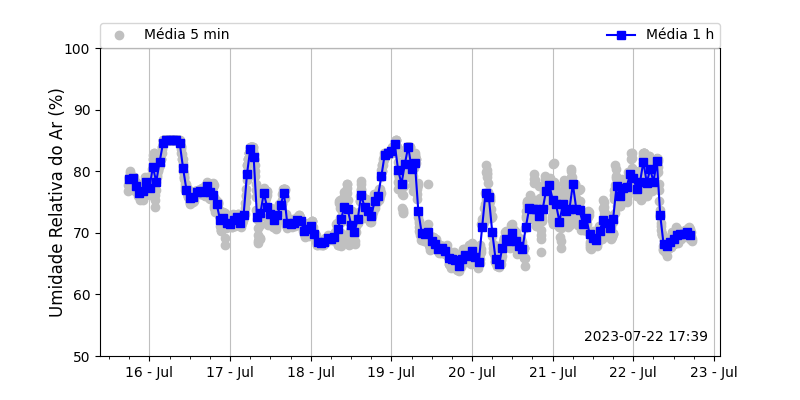 Média 5 min
Média 1 h
Umidade Relativa do Ar (%)
100
90
80
70
60
50
2023-07-22 17:39
16 - Jul
17 - Jul
18 - Jul
19 - Jul
20 - Jul
21 - Jul
22 - Jul
23 - Jul